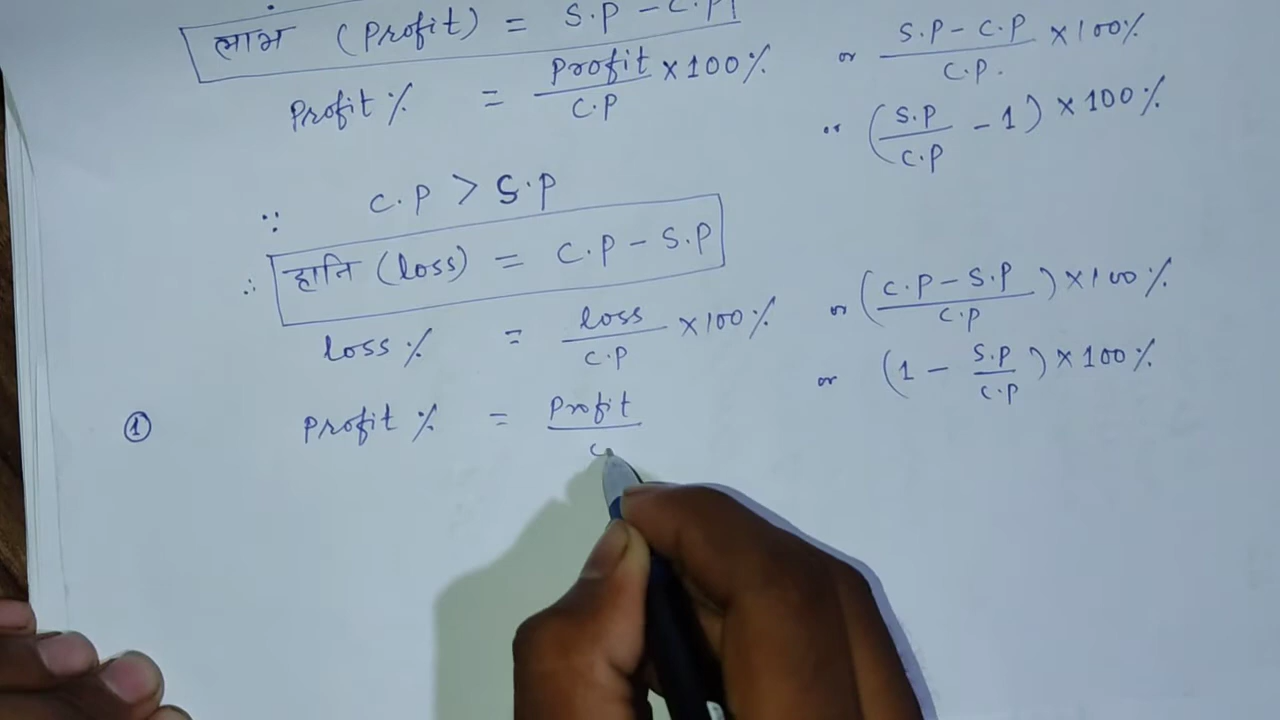 लाभ (Profit) = S.P - C.P
Profit % = Profit/C.P × 100% or S.P - C.P/C.P. × 100%
or (S.P/C.P - 1) × 100%
∵ C.P > S.P
∴ हानि (loss) = C.P - S.P
loss % = loss/C.P × 100% or (C.P - S.P/C.P) × 100%
or (1 - S.P/C.P) × 100%
① Profit % = Profit/c